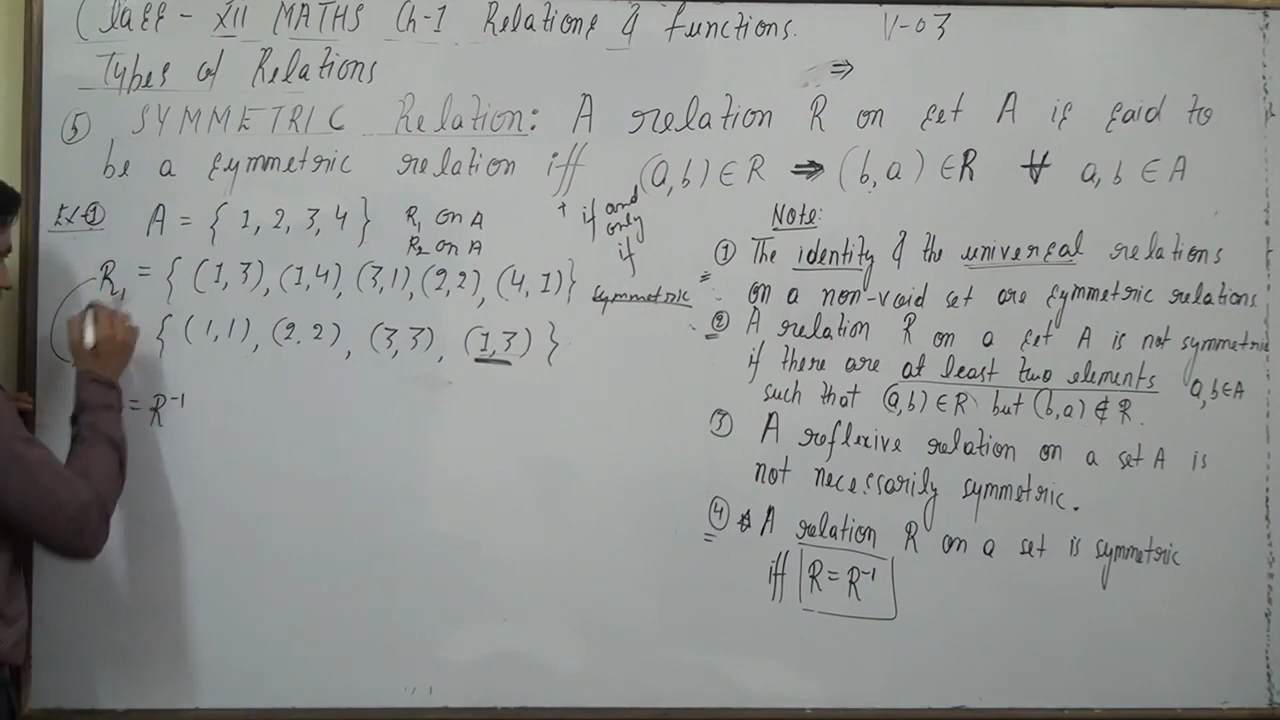 Class - XII MATHS Ch-1 Relations & functions. V-03
Types of Relations ⇒
⑤ SYMMETRIC Relation: A relation R on set A is said to
be a symmetric relation iff (a,b) ∈ R ⇒ (b,a) ∈ R ∀ a, b ∈ A
if and
only
if
Ex ① A = { 1, 2, 3, 4 } R₁ on A
R₂ on A
R₁ = { (1, 3), (1,4), (3,1), (2,2), (4, 1)} symmetric
{ (1,1), (2,2), (3,3), (1,3) }
= R⁻¹
Note:
① The identity & the universal relations
on a non-void set are symmetric relations
② A relation R on a set A is not symmetric
if there are at least two elements a,b∈A
such that (a,b) ∈ R but (b,a) ∉ R.
③ A reflexive relation on a set A is
not necessarily symmetric.
④ A relation R on a set is symmetric
iff R = R⁻¹